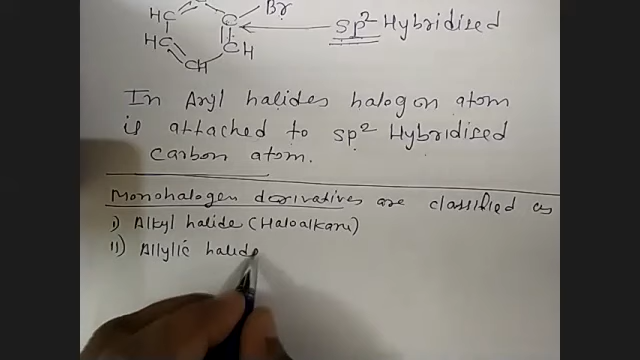 HC C Br
HC C H sp2 Hybridised
CH
In Aryl halides halogen atom
is attached to sp2 Hybridised
carbon atom.
Monohalogen derivatives are classified as
i) Alkyl halide (Haloalkane)
ii) Allylic halide